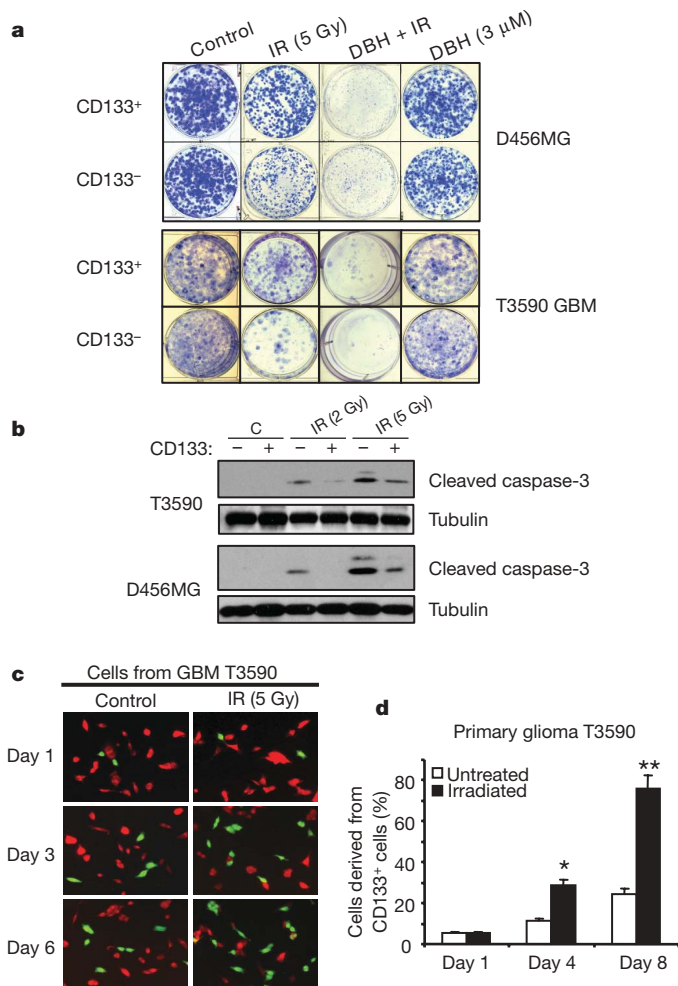 a
Control IR (5 Gy) DBH + IR DBH (3 μM)
CD133⁺
CD133⁻
D456MG
CD133⁺
CD133⁻
T3590 GBM
b
C IR (2 Gy) IR (5 Gy)
CD133: − + − + − +
T3590
Cleaved caspase-3
Tubulin
D456MG
Cleaved caspase-3
Tubulin
c
Cells from GBM T3590
Control IR (5 Gy)
Day 1
Day 3
Day 6
d
Primary glioma T3590
Untreated
Irradiated
Cells derived from
CD133⁺ cells (%)
80
60
40
20
0
* **
Day 1 Day 4 Day 8